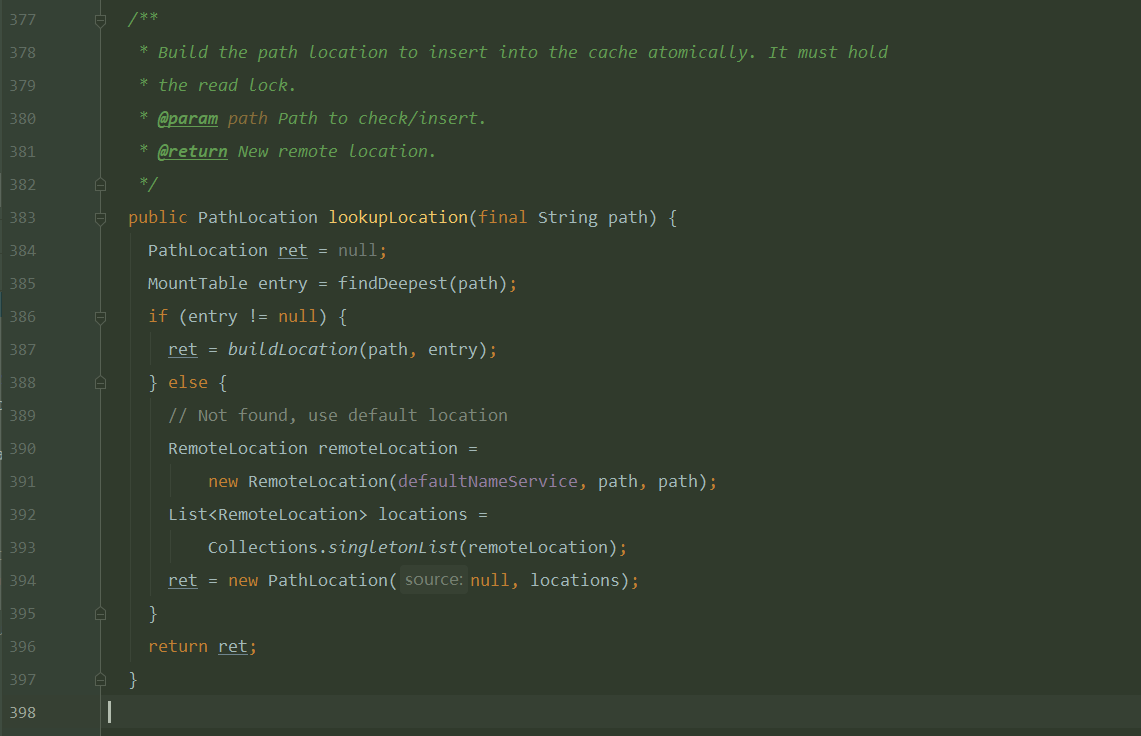 377 /**
378 * Build the path location to insert into the cache atomically. It must hold
379 * the read lock.
380 * @param path Path to check/insert.
381 * @return New remote location.
382 */
383 public PathLocation lookupLocation(final String path) {
384 PathLocation ret = null;
385 MountTable entry = findDeepest(path);
386 if (entry != null) {
387 ret = buildLocation(path, entry);
388 } else {
389 // Not found, use default location
390 RemoteLocation remoteLocation =
391 new RemoteLocation(defaultNameService, path, path);
392 List<RemoteLocation> locations =
393 Collections.singletonList(remoteLocation);
394 ret = new PathLocation( source: null, locations);
395 }
396 return ret;
397 }
398